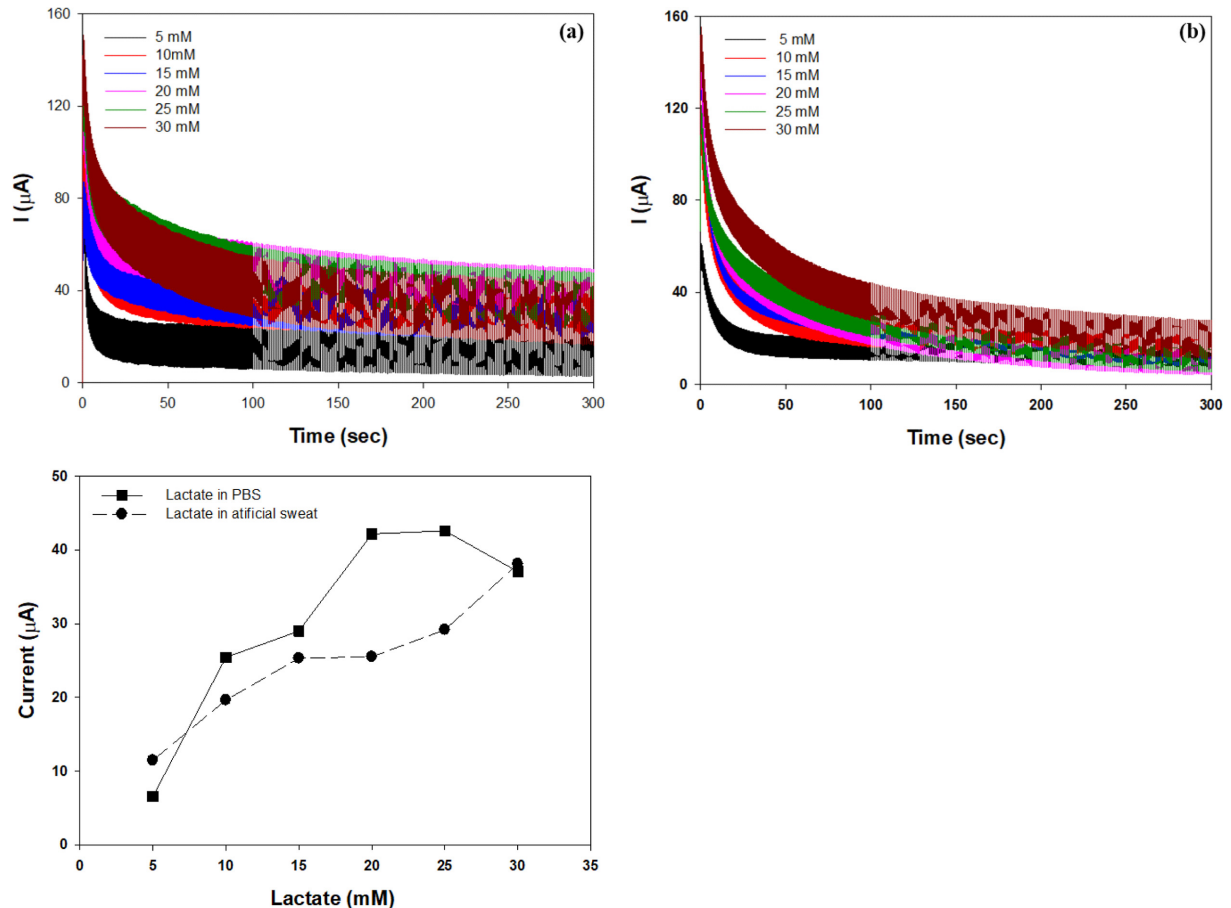 (a)
160
120
80
40
0
I (μA)
5 mM
10mM
15 mM
20 mM
25 mM
30 mM
0 50 100 150 200 250 300
Time (sec)
(b)
160
120
80
40
0
I (μA)
5 mM
10 mM
15 mM
20 mM
25 mM
30 mM
0 50 100 150 200 250 300
Time (sec)
50
40
30
20
10
0
Current (μA)
Lactate in PBS
Lactate in atificial sweat
0 5 10 15 20 25 30 35
Lactate (mM)